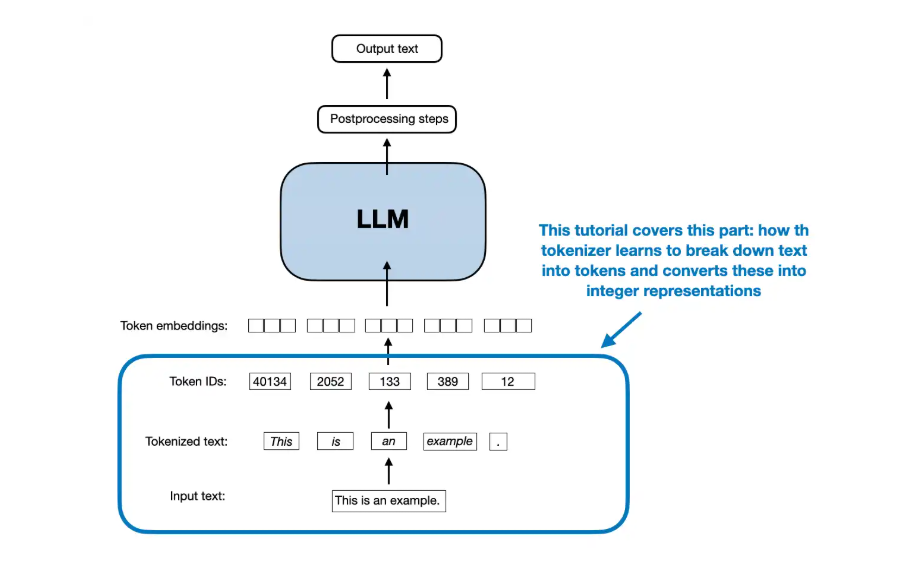 Output text
Postprocessing steps
LLM
This tutorial covers this part: how th
tokenizer learns to break down text
into tokens and converts these into
integer representations
Token embeddings:
Token IDs: 40134 2052 133 389 12
Tokenized text: This is an example .
Input text: This is an example.